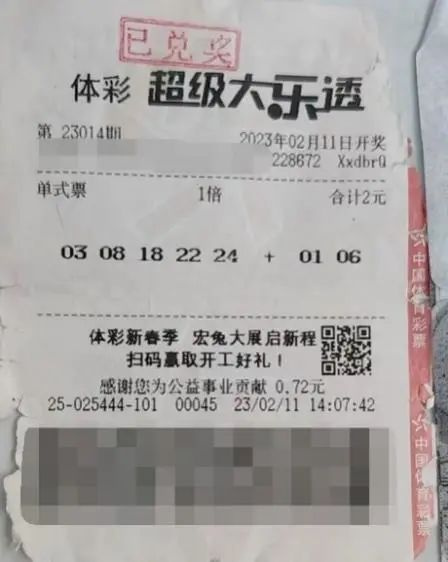 已兑奖
体彩 超级大乐透
第 23014期 2023年02月11日开奖
228672 XxdbrQ
单式票 1倍 合计2元
03 08 18 22 24 + 01 06
体彩新春季 宏兔大展启新程
扫码赢取开工好礼！
感谢您为公益事业贡献 0.72元
25-025444-101 00045 23/02/11 14:07:42
中国体育彩票
中国体育彩票